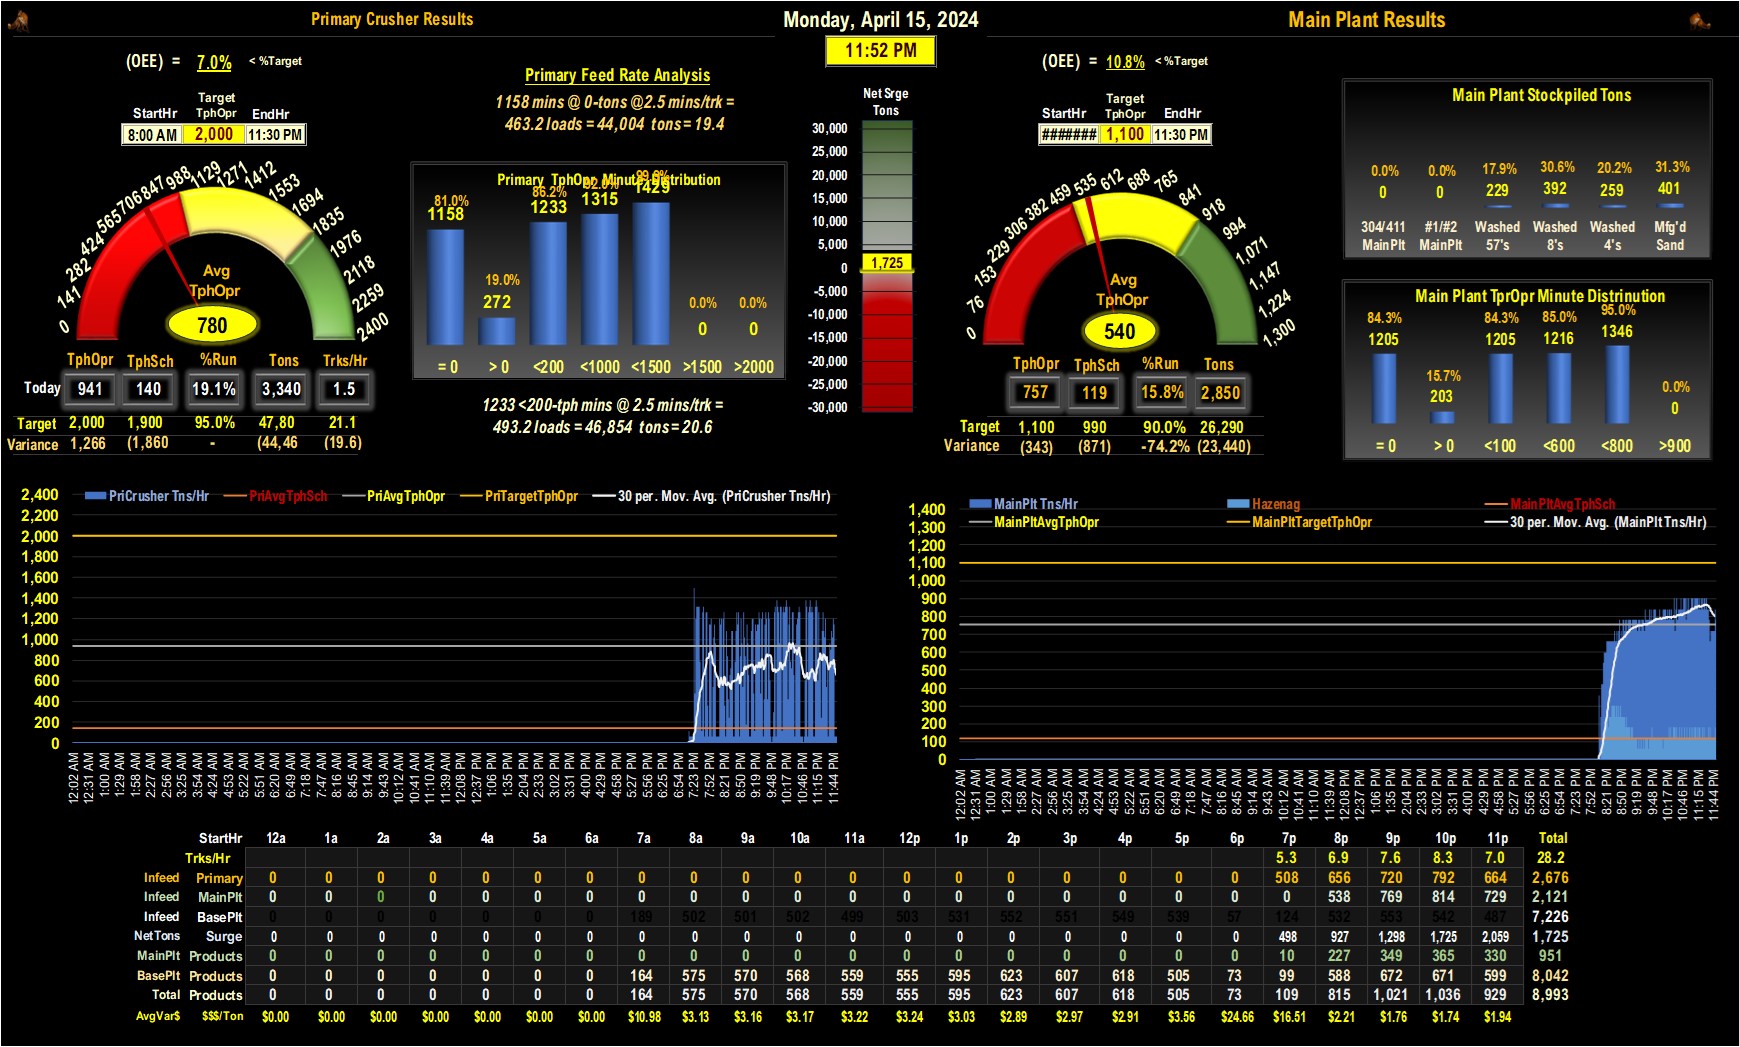 Primary Crusher Results
Monday, April 15, 2024
Main Plant Results
11:52 PM
(OEE) = 7.0% < %Target
StartHr Target TphOpr EndHr
8:00 AM 2,000 11:30 PM
0 141 282 424 565 706 847 988 1129 1271 1412 1553 1694 1835 1976 2118 2259 2400
Avg
TphOpr
780
TphOpr TphSch %Run Tons Trks/Hr
Today 941 140 19.1% 3,340 1.5
Target 2,000 1,900 95.0% 47,80 21.1
Variance 1,266 (1,860 - (44,46 (19.6)
Primary Feed Rate Analysis
1158 mins @ 0-tons @2.5 mins/trk =
463.2 loads = 44,004 tons = 19.4
Primary TphOpr Minute Distribution
81.0% 19.0% 86.2% 92.0% 99.9% 0.0% 0.0%
1158 272 1233 1315 1429 0 0
= 0 > 0 <200 <1000 <1500 >1500 >2000
1233 <200-tph mins @ 2.5 mins/trk =
493.2 loads = 46,854 tons = 20.6
Net Srge
Tons
30,000
25,000
20,000
15,000
10,000
5,000
0
1,725
-5,000
-10,000
-15,000
-20,000
-25,000
-30,000
(OEE) = 10.8% < %Target
StartHr Target TphOpr EndHr
####### 1,100 11:30 PM
0 76 153 229 306 382 459 535 612 688 765 841 918 994 1,071 1,147 1,224 1,300
Avg
TphOpr
540
TphOpr TphSch %Run Tons
757 119 15.8% 2,850
Target 1,100 990 90.0% 26,290
Variance (343) (871) -74.2% (23,440)
Main Plant Stockpiled Tons
0.0% 0.0% 17.9% 30.6% 20.2% 31.3%
0 0 229 392 259 401
304/411 #1/#2 Washed Washed Washed Mfg'd
MainPlt MainPlt 57's 8's 4's Sand
Main Plant TprOpr Minute Distrinution
84.3% 15.7% 84.3% 85.0% 95.0% 0.0%
1205 203 1205 1216 1346 0
= 0 > 0 <100 <600 <800 >900
PriCrusher Tns/Hr PriAvgTphSch PriAvgTphOpr PriTargetTphOpr 30 per. Mov. Avg. (PriCrusher Tns/Hr)
2,400
2,200
2,000
1,800
1,600
1,400
1,200
1,000
800
600
400
200
0
12:02 AM 12:31 AM 1:00 AM 1:29 AM 1:58 AM 2:27 AM 2:56 AM 3:25 AM 3:54 AM 4:24 AM 4:53 AM 5:22 AM 5:51 AM 6:20 AM 6:49 AM 7:18 AM 7:47 AM 8:16 AM 8:45 AM 9:14 AM 9:43 AM 10:12 AM 10:41 AM 11:10 AM 11:39 AM 12:08 PM 12:37 PM 1:06 PM 1:35 PM 2:04 PM 2:33 PM 3:02 PM 3:31 PM 4:00 PM 4:29 PM 4:58 PM 5:27 PM 5:56 PM 6:25 PM 6:54 PM 7:23 PM 7:52 PM 8:21 PM 8:50 PM 9:19 PM 9:48 PM 10:17 PM 10:46 PM 11:15 PM 11:44 PM
MainPlt Tns/Hr Hazenag MainPltAvgTphSch
MainPltAvgTphOpr MainPltTargetTphOpr 30 per. Mov. Avg. (MainPlt Tns/Hr)
1,400
1,300
1,200
1,100
1,000
900
800
700
600
500
400
300
200
100
0
12:02 AM 12:31 AM 1:00 AM 1:29 AM 1:58 AM 2:27 AM 2:56 AM 3:25 AM 3:54 AM 4:24 AM 4:53 AM 5:22 AM 5:51 AM 6:20 AM 6:49 AM 7:18 AM 7:47 AM 8:16 AM 8:45 AM 9:14 AM 9:43 AM 10:12 AM 10:41 AM 11:10 AM 11:39 AM 12:08 PM 12:37 PM 1:06 PM 1:35 PM 2:04 PM 2:33 PM 3:02 PM 3:31 PM 4:00 PM 4:29 PM 4:58 PM 5:27 PM 5:56 PM 6:25 PM 6:54 PM 7:23 PM 7:52 PM 8:21 PM 8:50 PM 9:19 PM 9:48 PM 10:17 PM 10:46 PM 11:15 PM 11:44 PM
StartHr 12a 1a 2a 3a 4a 5a 6a 7a 8a 9a 10a 11a 12p 1p 2p 3p 4p 5p 6p 7p 8p 9p 10p 11p Total
Trks/Hr 5.3 6.9 7.6 8.3 7.0 28.2
Infeed Primary 0 0 0 0 0 0 0 0 0 0 0 0 0 0 0 0 0 0 0 508 656 720 792 664 2,676
Infeed MainPlt 0 0 0 0 0 0 0 0 0 0 0 0 0 0 0 0 0 0 0 0 538 769 814 729 2,121
Infeed BasePlt 0 0 0 0 0 0 0 189 502 501 502 499 503 531 552 551 549 539 57 124 532 553 542 487 7,226
NetTons Surge 0 0 0 0 0 0 0 0 0 0 0 0 0 0 0 0 0 0 0 498 927 1,298 1,725 2,059 1,725
MainPlt Products 0 0 0 0 0 0 0 0 0 0 0 0 0 0 0 0 0 0 0 10 227 349 365 330 951
BasePlt Products 0 0 0 0 0 0 0 164 575 570 568 559 555 595 623 607 618 505 73 99 588 672 671 599 8,042
Total Products 0 0 0 0 0 0 0 164 575 570 568 559 555 595 623 607 618 505 73 109 815 1,021 1,036 929 8,993
AvgVar$ $$$/Ton $0.00 $0.00 $0.00 $0.00 $0.00 $0.00 $0.00 $10.98 $3.13 $3.16 $3.17 $3.22 $3.24 $3.03 $2.89 $2.97 $2.91 $3.56 $24.66 $16.51 $2.21 $1.76 $1.74 $1.94